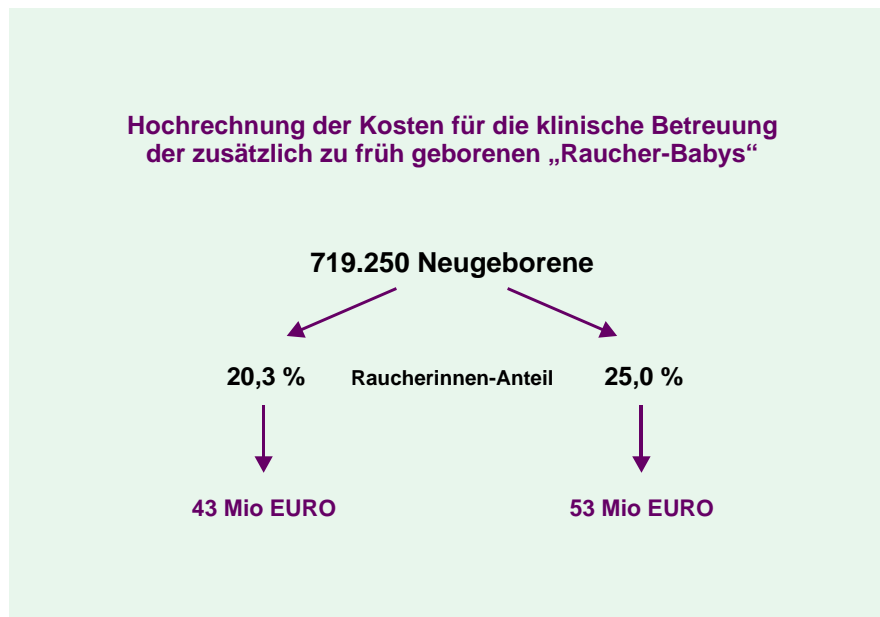 Hochrechnung der Kosten für die klinische Betreuung
der zusätzlich zu früh geborenen „Raucher-Babys“
719.250 Neugeborene
20,3 % Raucherinnen-Anteil 25,0 %
43 Mio EURO 53 Mio EURO